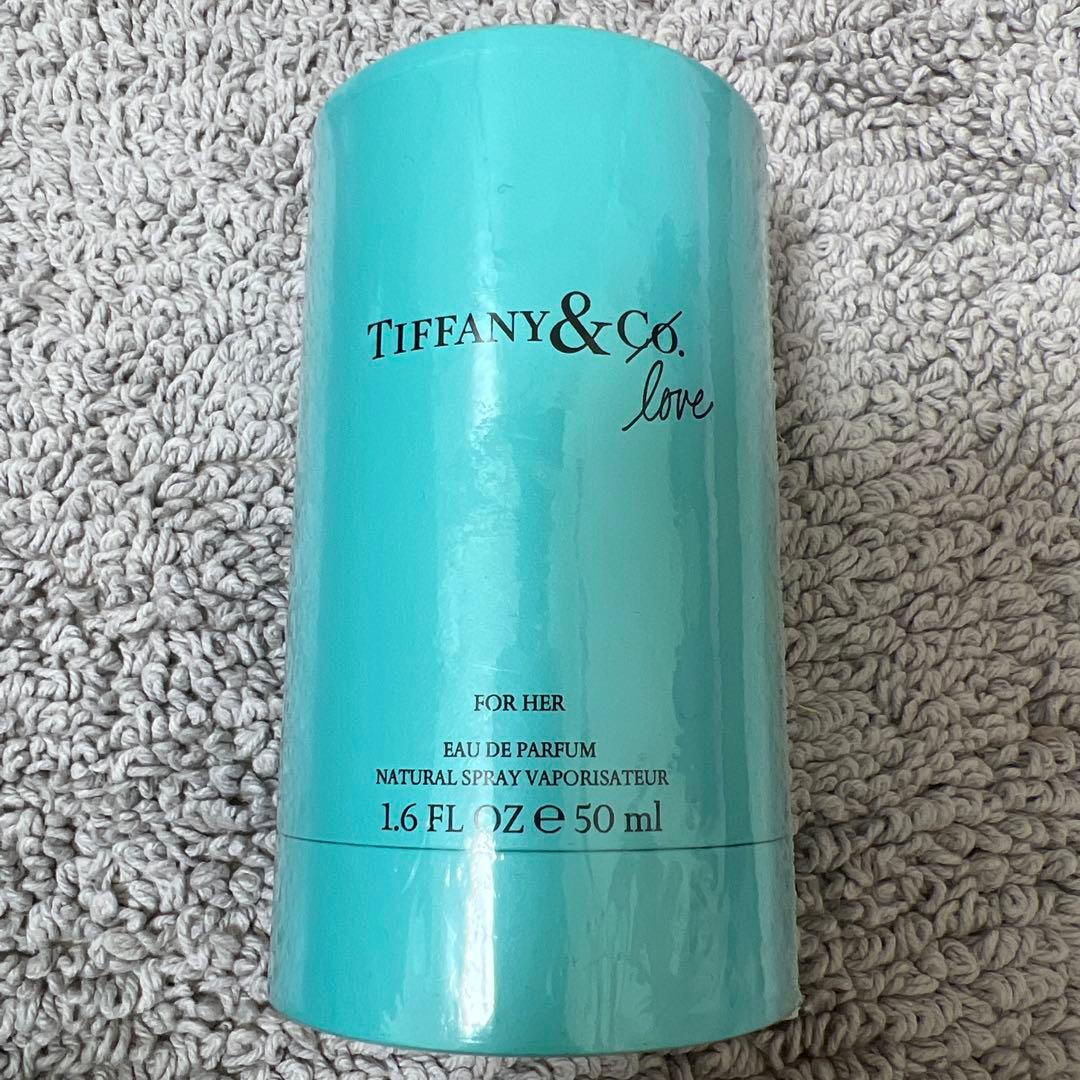 TIFFANY & CO.
love
FOR HER
EAU DE PARFUM
NATURAL SPRAY VAPORISATEUR
1.6 FL OZ ℮ 50 ml